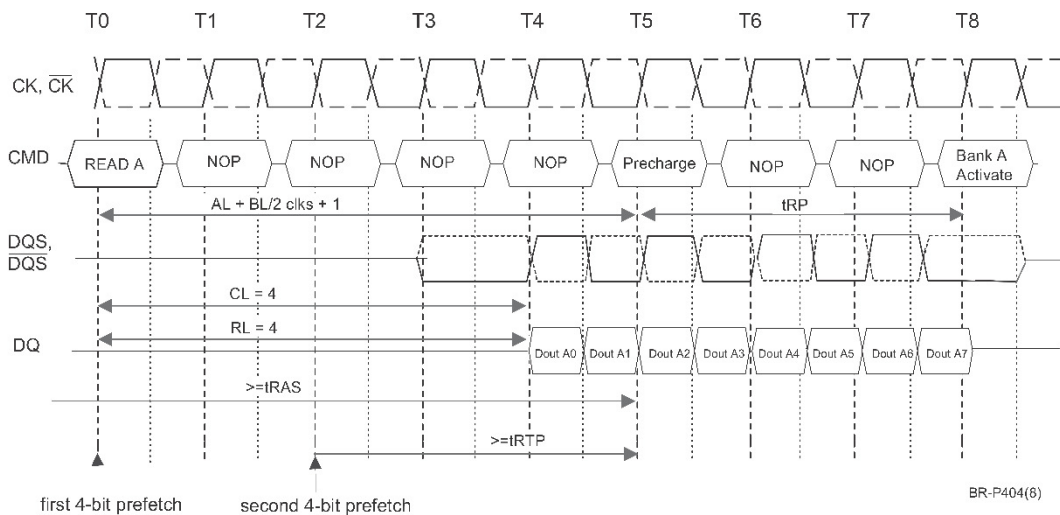 T0 T1 T2 T3 T4 T5 T6 T7 T8
CK, CK
CMD READ A NOP NOP NOP NOP Precharge NOP NOP Bank A
Activate
AL + BL/2 clks + 1 tRP
DQS,
DQS
CL = 4
RL = 4
DQ Dout A0 Dout A1 Dout A2 Dout A3 Dout A4 Dout A5 Dout A6 Dout A7
>=tRAS
>=tRTP
first 4-bit prefetch second 4-bit prefetch
BR-P404(8)